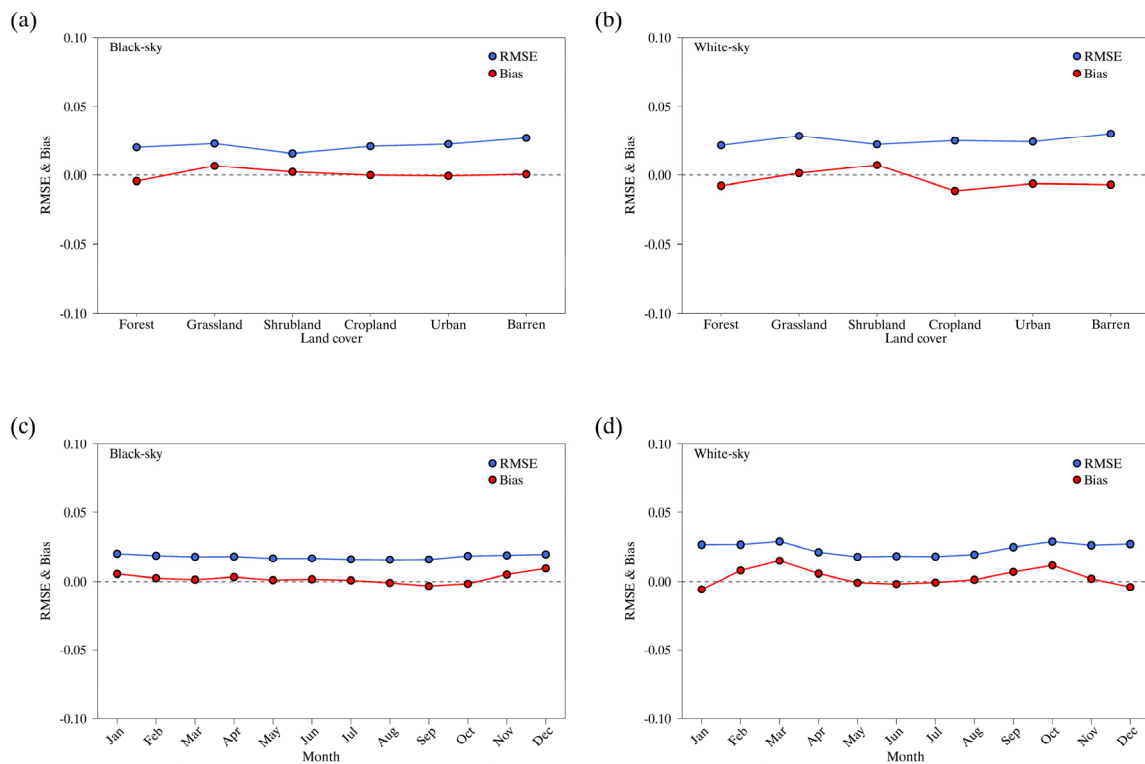 (a)
Black-sky
RMSE
Bias
0.10
0.05
0.00
-0.05
-0.10
RMSE & Bias
Forest Grassland Shrubland Cropland Urban Barren
Land cover
(b)
White-sky
RMSE
Bias
0.10
0.05
0.00
-0.05
-0.10
RMSE & Bias
Forest Grassland Shrubland Cropland Urban Barren
Land cover
(c)
Black-sky
RMSE
Bias
0.10
0.05
0.00
-0.05
-0.10
RMSE & Bias
Jan Feb Mar Apr May Jun Jul Aug Sep Oct Nov Dec
Month
(d)
White-sky
RMSE
Bias
0.10
0.05
0.00
-0.05
-0.10
RMSE & Bias
Jan Feb Mar Apr May Jun Jul Aug Sep Oct Nov Dec
Month